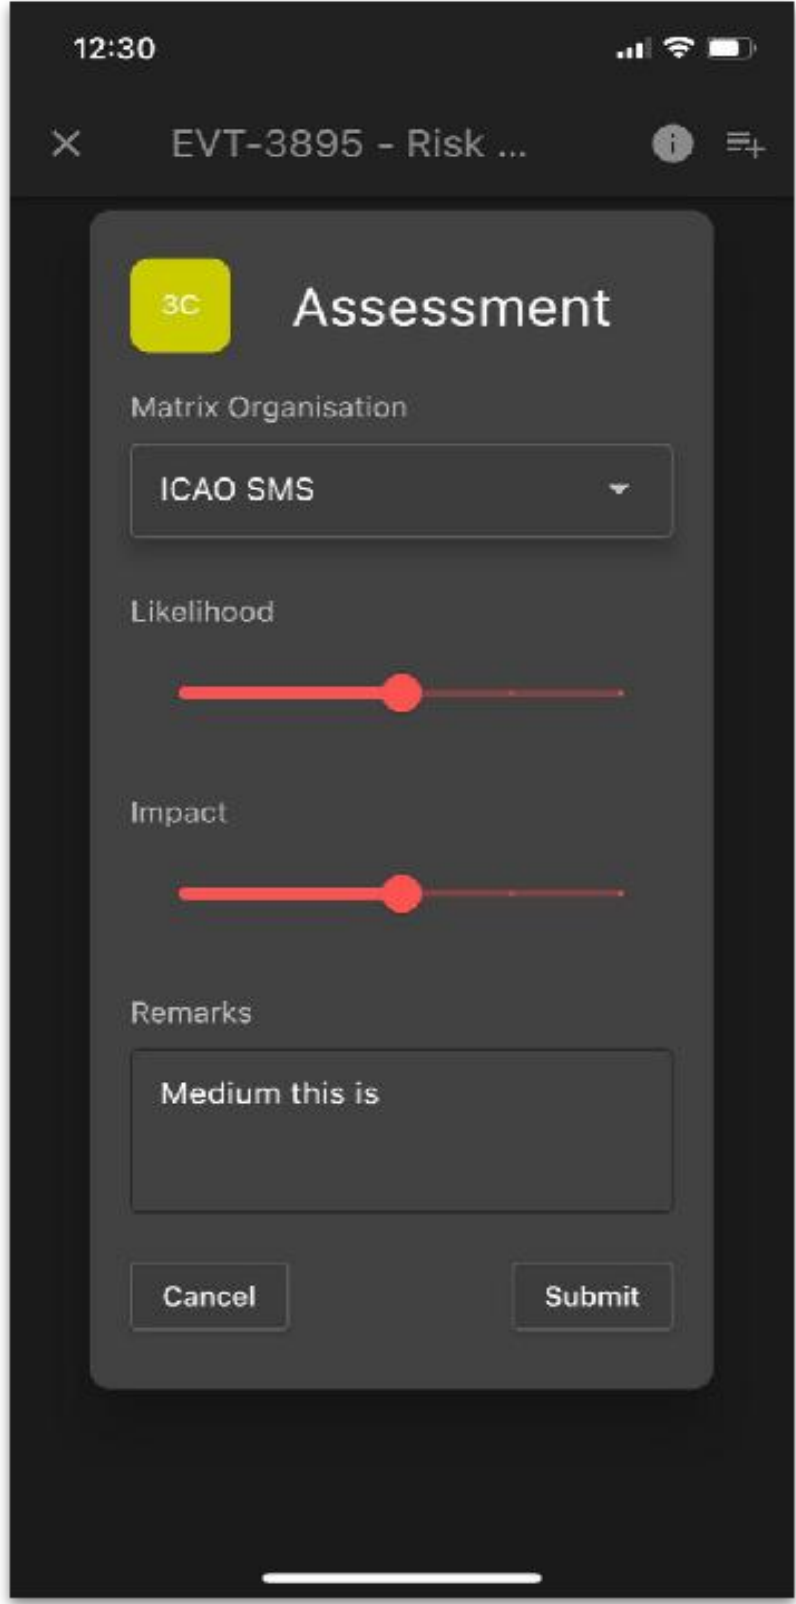 12:30
EVT-3895 - Risk ...
3C
Assessment
Matrix Organisation
ICAO SMS
Likelihood
Impact
Remarks
Medium this is
Cancel
Submit